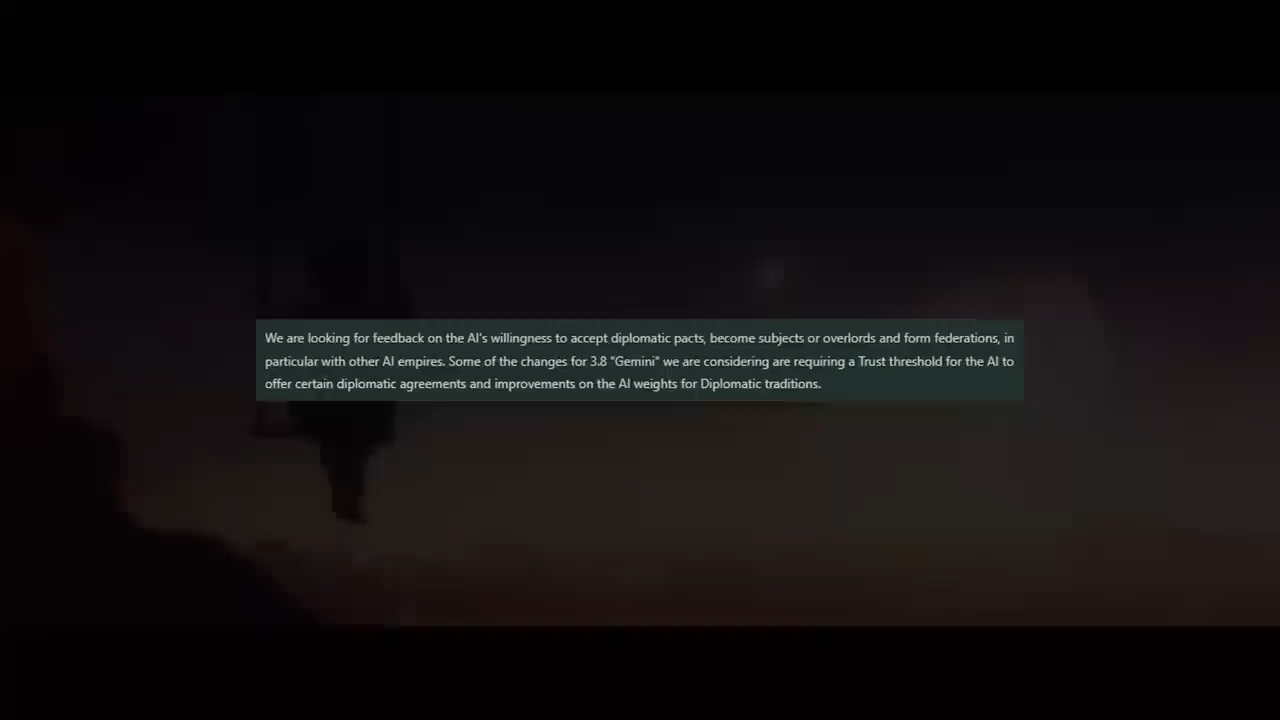 We are looking for feedback on the AI's willingness to accept diplomatic pacts, become subjects or overlords and form federations, in
particular with other AI empires. Some of the changes for 3.8 "Gemini" we are considering are requiring a Trust threshold for the AI to
offer certain diplomatic agreements and improvements on the AI weights for Diplomatic traditions.